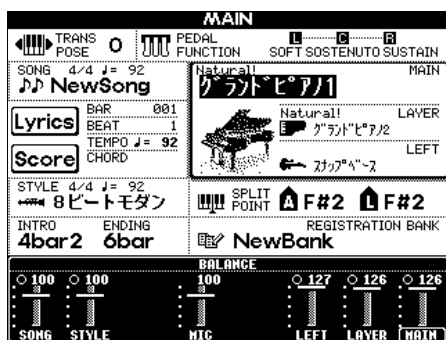 MAIN
TRANS
POSE 0
PEDAL
FUNCTION
L C R
SOFT SOSTENUTO SUSTAIN
SONG 4/4 ♩= 92
NewSong
BAR 001
Lyrics BEAT 1
TEMPO ♩= 92
Score CHORD
Natural! MAIN
グランドピアノ1
Natural! LAYER
グランドピアノ2
LEFT
スナップベース
STYLE 4/4 ♩= 92
8ビートモダン
SPLIT
POINT A F#2 L F#2
INTRO ENDING
4bar2 6bar
REGISTRATION BANK
NewBank
BALANCE
100 100 100 127 126 126
SONG STYLE MIC LEFT LAYER MAIN